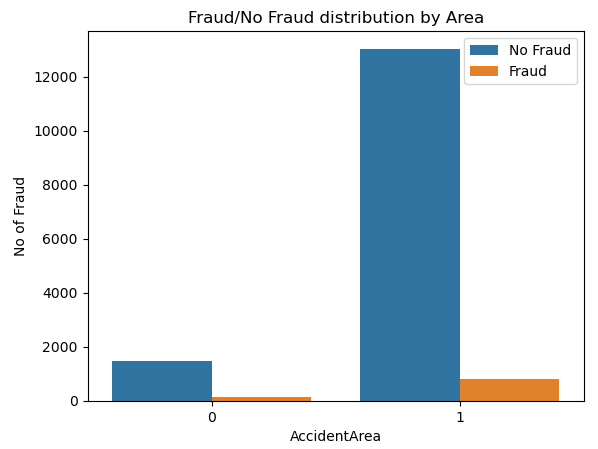 Fraud/No Fraud distribution by Area
No Fraud
Fraud
12000
10000
8000
6000
4000
2000
0
No of Fraud
0
1
AccidentArea